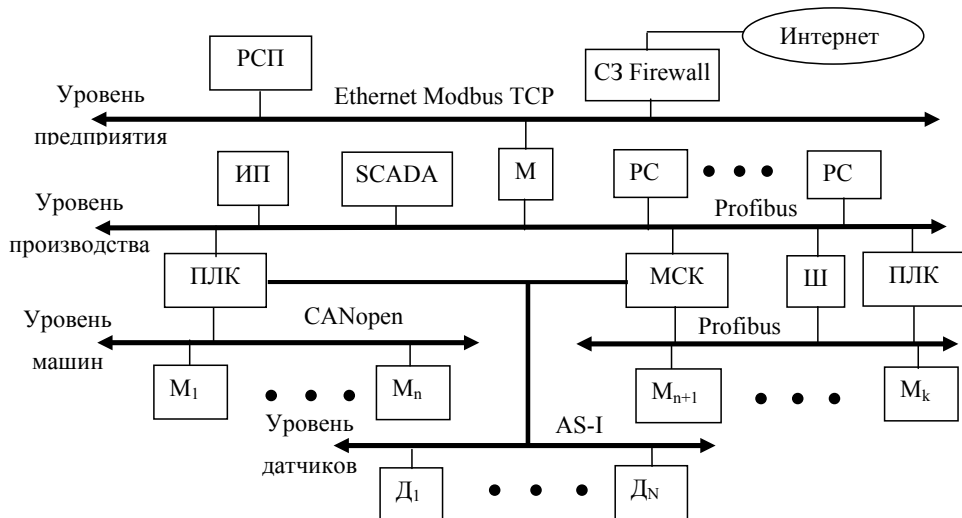 Интернет
РСП
СЗ Firewall
Уровень
предприятия
Ethernet Modbus TCP
ИП
SCADA
М
РС
РС
Уровень
производства
Profibus
ПЛК
МСК
Ш
ПЛК
Уровень
машин
CANopen
Profibus
М1
Мn
Мn+1
Мk
Уровень
датчиков
AS-I
Д1
ДN